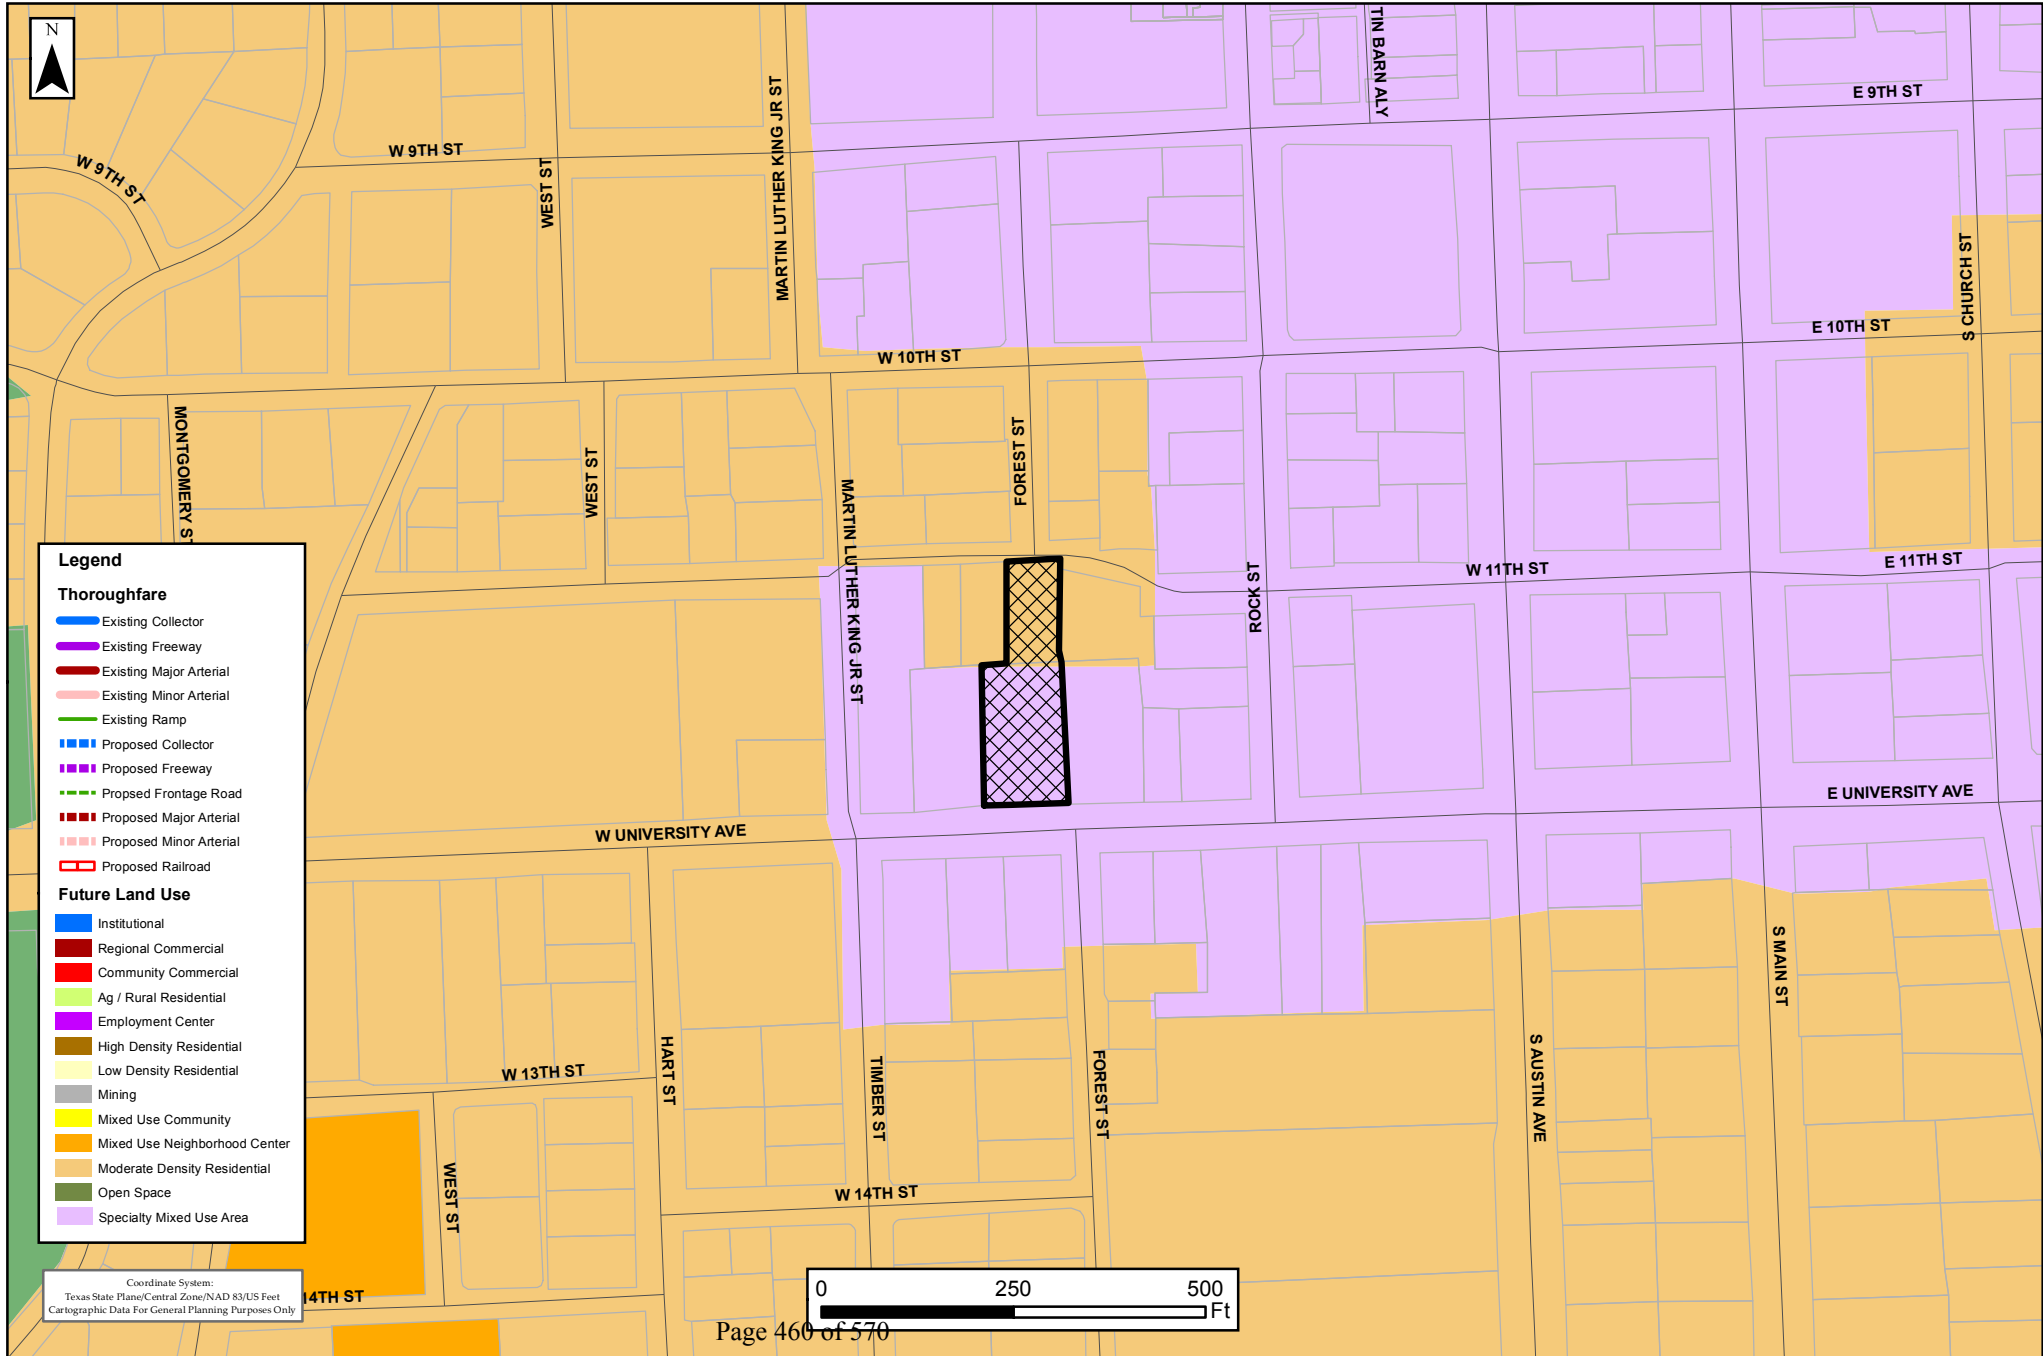 N
TIN BARN ALY
E 9TH ST
MARTIN LUTHER KING JR ST
W 9TH ST
W 9TH ST
WEST ST
S CHURCH ST
E 10TH ST
W 10TH ST
MONTGOMERY ST
WEST ST
FOREST ST
MARTIN LUTHER KING JR ST
ROCK ST
W 11TH ST
E 11TH ST
E UNIVERSITY AVE
W UNIVERSITY AVE
S MAIN ST
HART ST
TIMBER ST
FOREST ST
S AUSTIN AVE
W 13TH ST
WEST ST
W 14TH ST
14TH ST
Legend
Thoroughfare
Existing Collector
Existing Freeway
Existing Major Arterial
Existing Minor Arterial
Existing Ramp
Proposed Collector
Proposed Freeway
Propsed Frontage Road
Proposed Major Arterial
Proposed Minor Arterial
Proposed Railroad
Future Land Use
Institutional
Regional Commercial
Community Commercial
Ag / Rural Residential
Employment Center
High Density Residential
Low Density Residential
Mining
Mixed Use Community
Mixed Use Neighborhood Center
Moderate Density Residential
Open Space
Specialty Mixed Use Area
Coordinate System:
Texas State Plane/Central Zone/NAD 83/US Feet
Cartographic Data For General Planning Purposes Only
0 250 500
Ft
Page 460 of 570